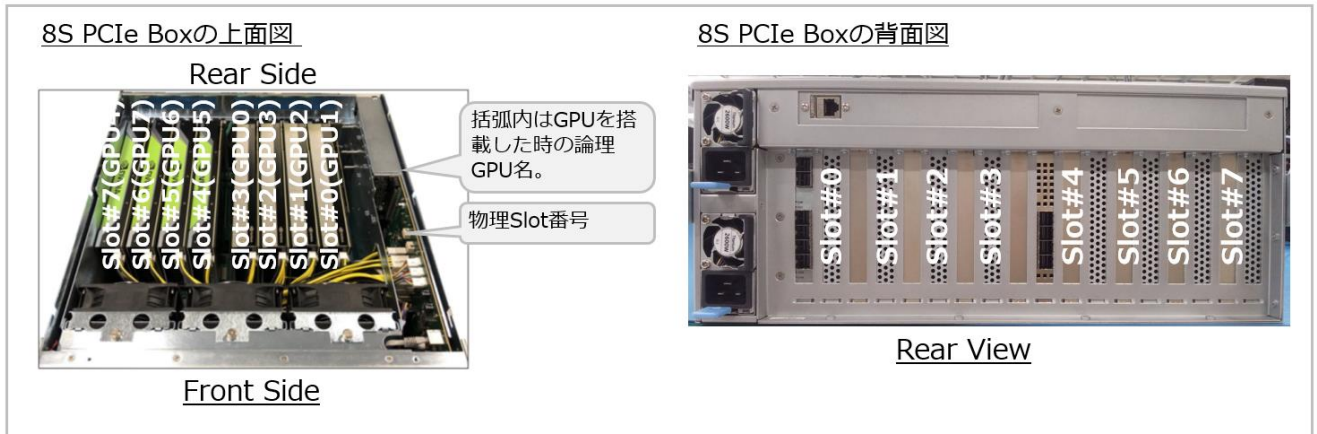 8S PCIe Boxの上面図
Rear Side
Slot#7(GPU4)
Slot#6(GPU7)
Slot#5(GPU6)
Slot#4(GPU5)
Slot#3(GPU0)
Slot#2(GPU3)
Slot#1(GPU2)
Slot#0(GPU1)
括弧内はGPUを搭
載した時の論理
GPU名。
物理Slot番号
Front Side
8S PCIe Boxの背面図
2600W
2600W
Slot#0
Slot#1
Slot#2
Slot#3
Slot#4
Slot#5
Slot#6
Slot#7
Rear View